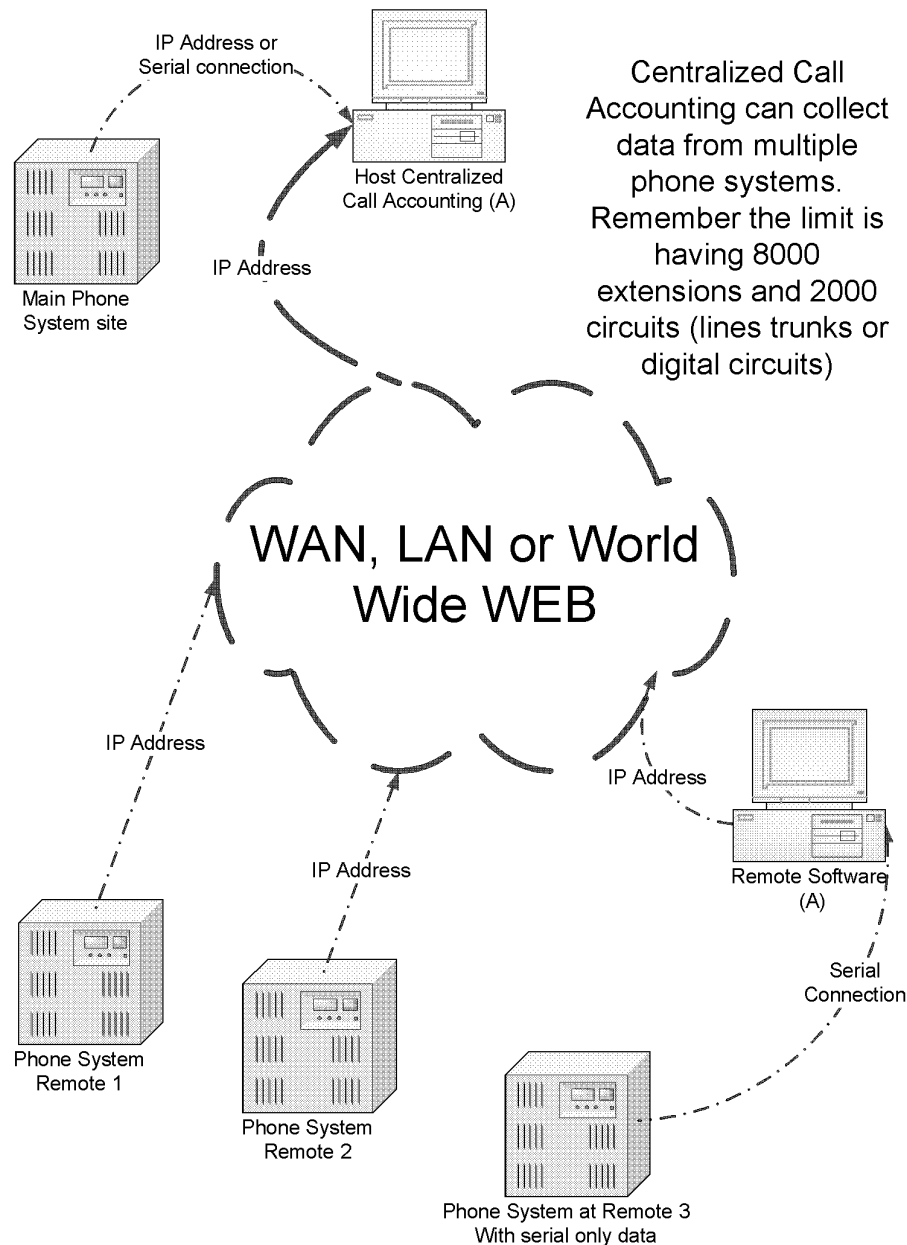 IP Address or
Serial connection
Centralized Call
Accounting can collect
data from multiple
phone systems.
Remember the limit is
having 8000
extensions and 2000
circuits (lines trunks or
digital circuits)
Host Centralized
Call Accounting (A)
IP Address
Main Phone
System site
WAN, LAN or World
Wide WEB
IP Address
IP Address
IP Address
Remote Software
(A)
Serial
Connection
Phone System
Remote 1
Phone System
Remote 2
Phone System at Remote 3
With serial only data